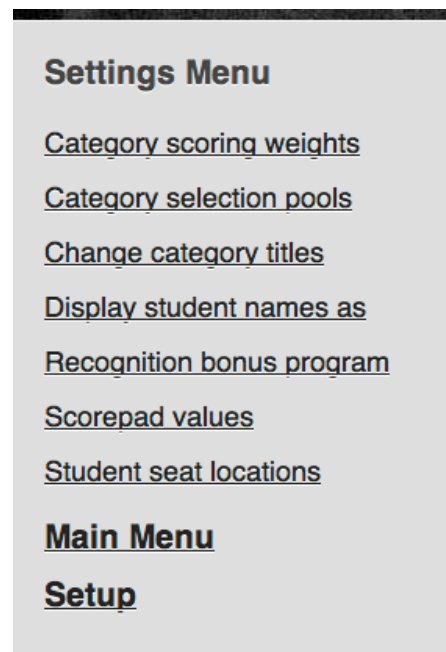 Settings Menu
Category scoring weights
Category selection pools
Change category titles
Display student names as
Recognition bonus program
Scorepad values
Student seat locations
Main Menu
Setup